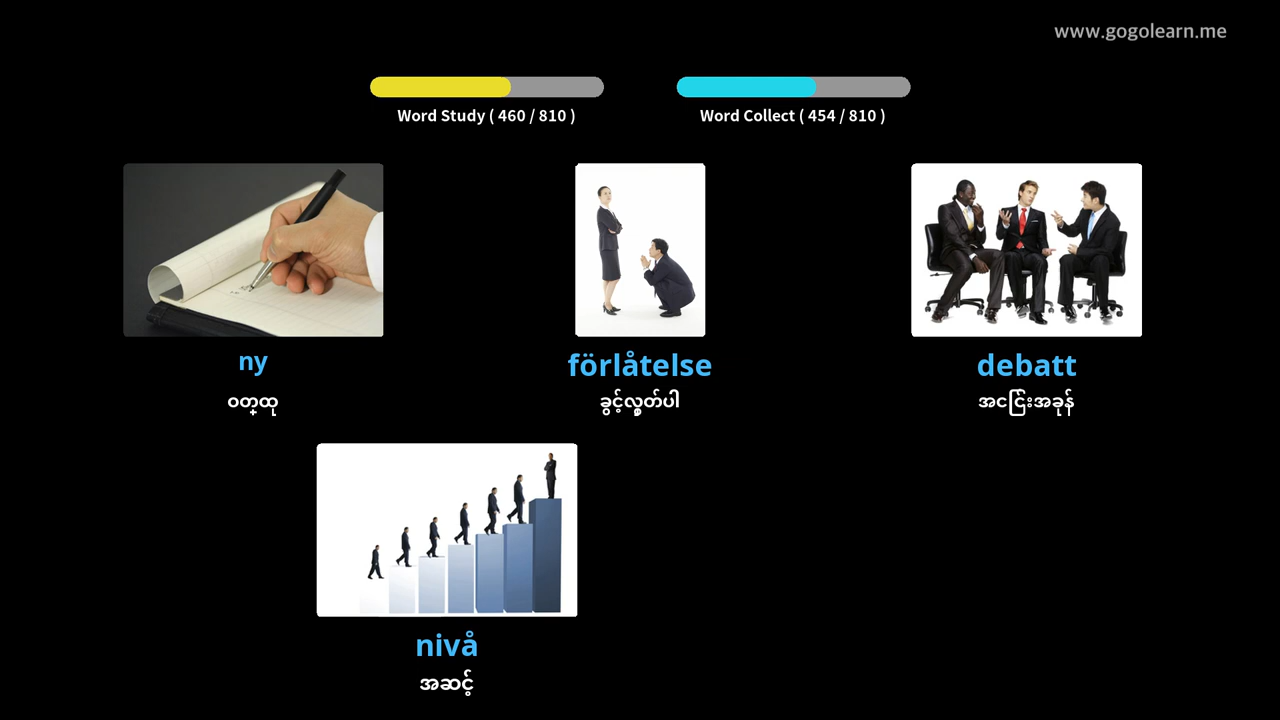 www.gogolearn.me
Word Study ( 460 / 810 )
Word Collect ( 454 / 810 )
ny
ဝတ္ထု
förlåtelse
ခွင့်လွှတ်ပါ
debatt
အငြင်းအခုန်
nivå
အဆင့်